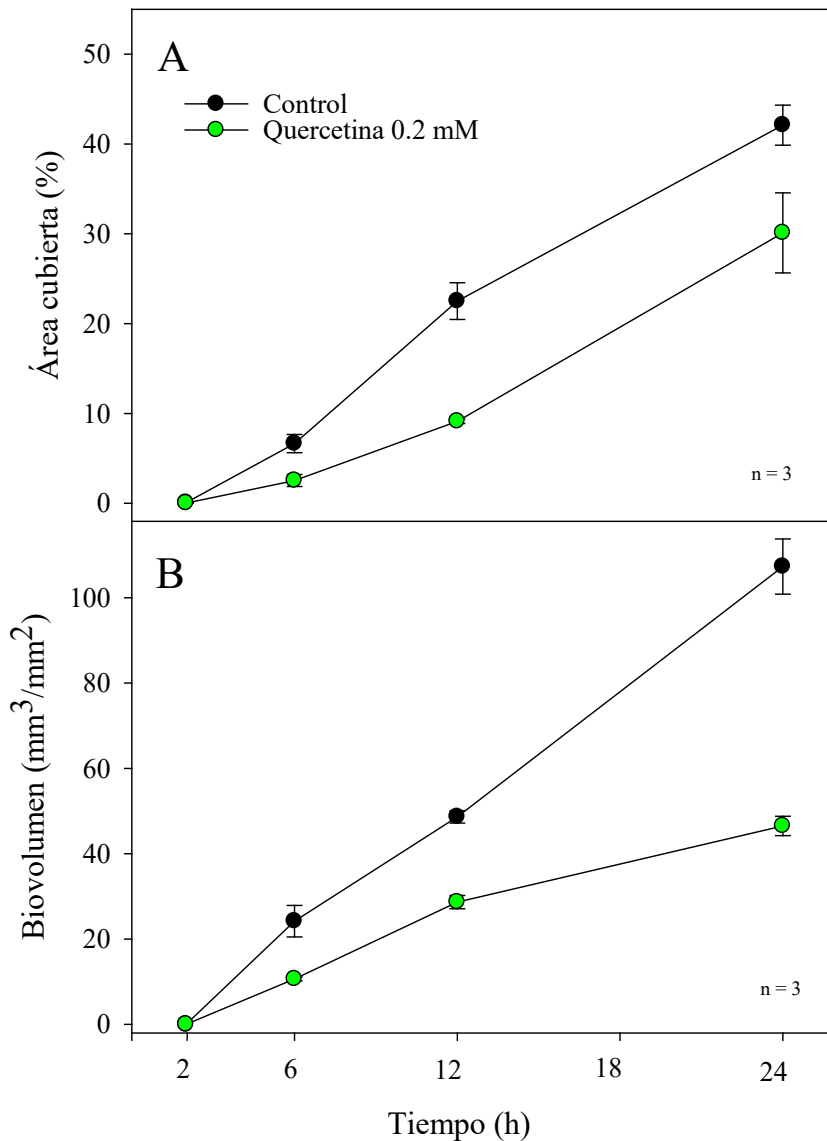 A
Control
Quercetina 0.2 mM
Área cubierta (%)
50
40
30
20
10
0
n = 3
B
Biovolumen (mm³/mm²)
100
80
60
40
20
0
n = 3
2 6 12 18 24
Tiempo (h)